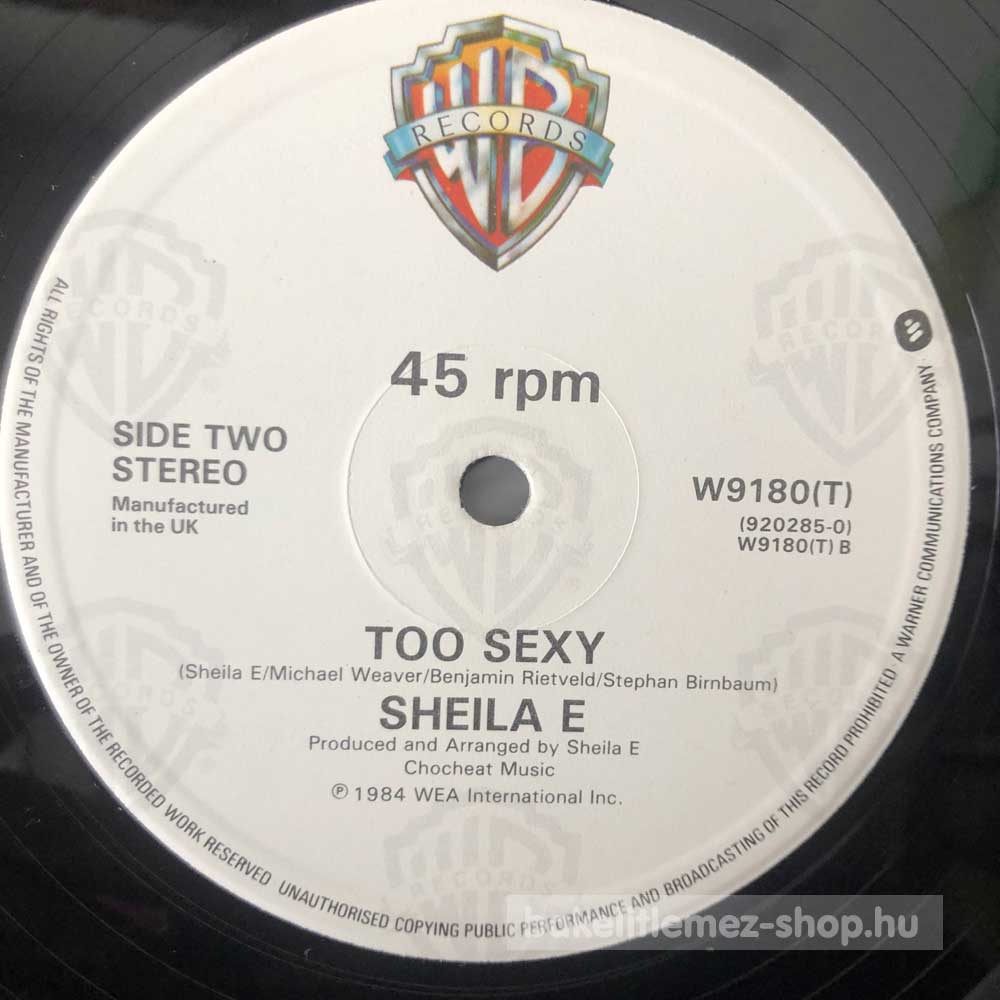 WB
RECORDS
45 rpm
SIDE TWO
STEREO
Manufactured
in the UK
W9180(T)
(920285-0)
W9180(T) B
TOO SEXY
(Sheila E/Michael Weaver/Benjamin Rietveld/Stephan Birnbaum)
SHEILA E
Produced and Arranged by Sheila E
Chocheat Music
℗ 1984 WEA International Inc.
ALL RIGHTS OF THE MANUFACTURER AND OF THE OWNER OF THE RECORDED WORK RESERVED UNAUTHORISED COPYING PUBLIC PERFORMANCE AND BROADCASTING OF THIS RECORD PROHIBITED · A WARNER COMMUNICATIONS COMPANY
bakelitlemez-shop.hu